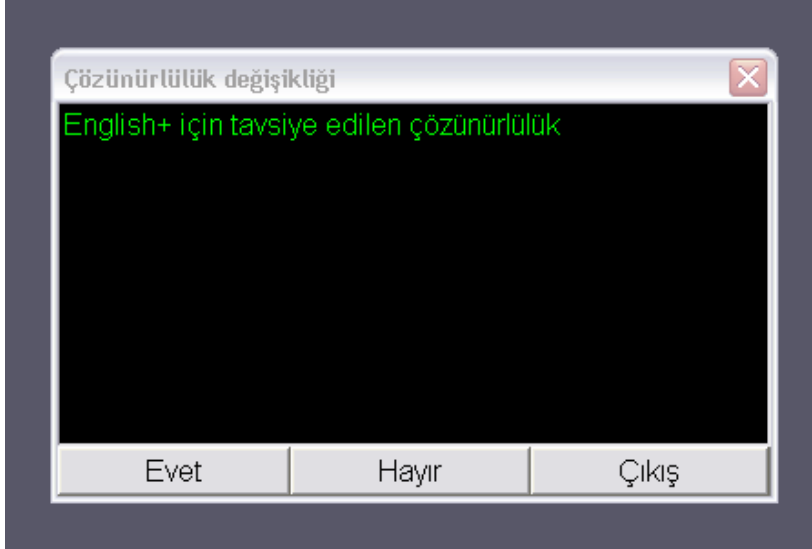 Çözünürlülük değişikliği
English+ için tavsiye edilen çözünürlülük
Evet
Hayır
Çıkış